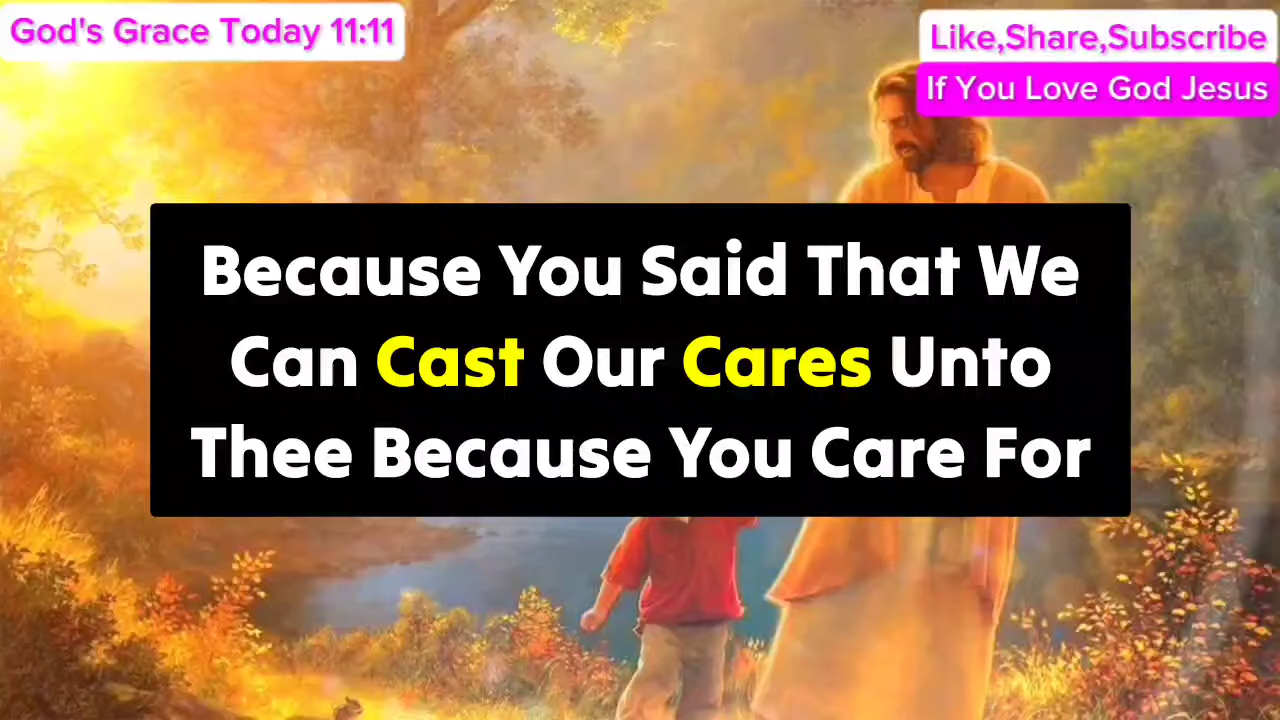 God's Grace Today 11:11
Like,Share,Subscribe
If You Love God Jesus
Because You Said That We
Can Cast Our Cares Unto
Thee Because You Care For